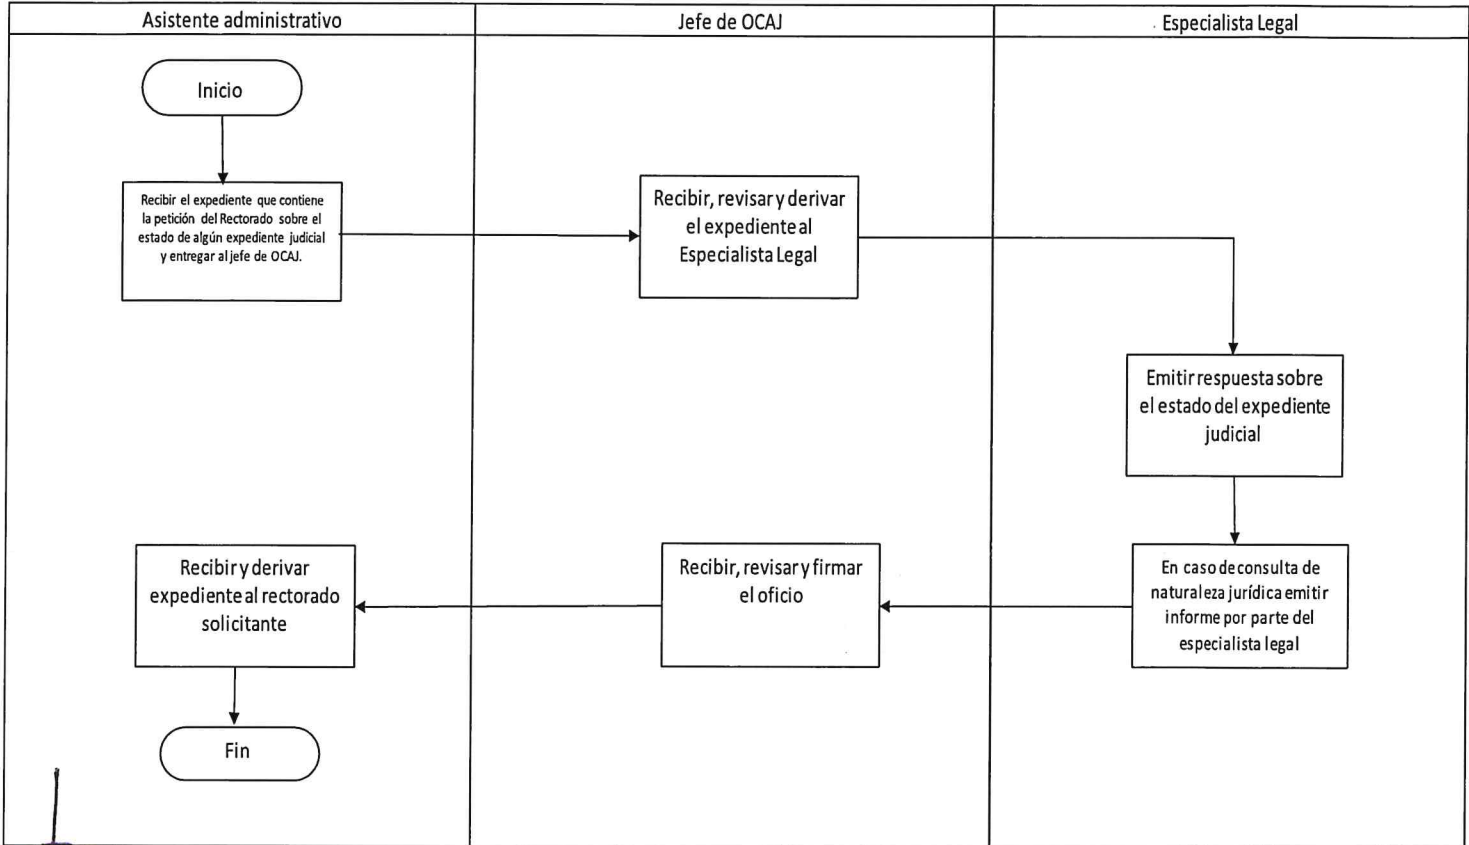 Asistente administrativo
Jefe de OCAJ
Especialista Legal
Inicio
Recibir el expediente que contiene
la petición del Rectorado sobre el
estado de algún expediente judicial
y entregar al jefe de OCAJ.
Recibir, revisar y derivar
el expediente al
Especialista Legal
Emitir respuesta sobre
el estado del expediente
judicial
En caso de consulta de
naturaleza jurídica emitir
informe por parte del
especialista legal
Recibir, revisar y firmar
el oficio
Recibir y derivar
expediente al rectorado
solicitante
Fin